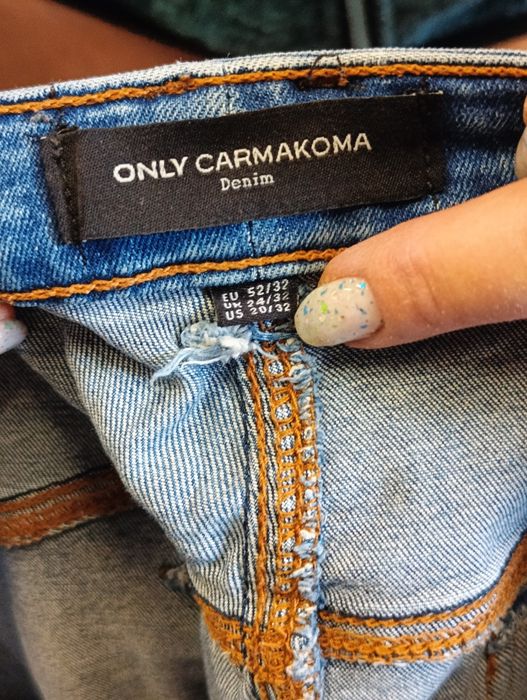 ONLY CARMAKOMA
Denim
EU 52/32
UK 24/32
US 20/32